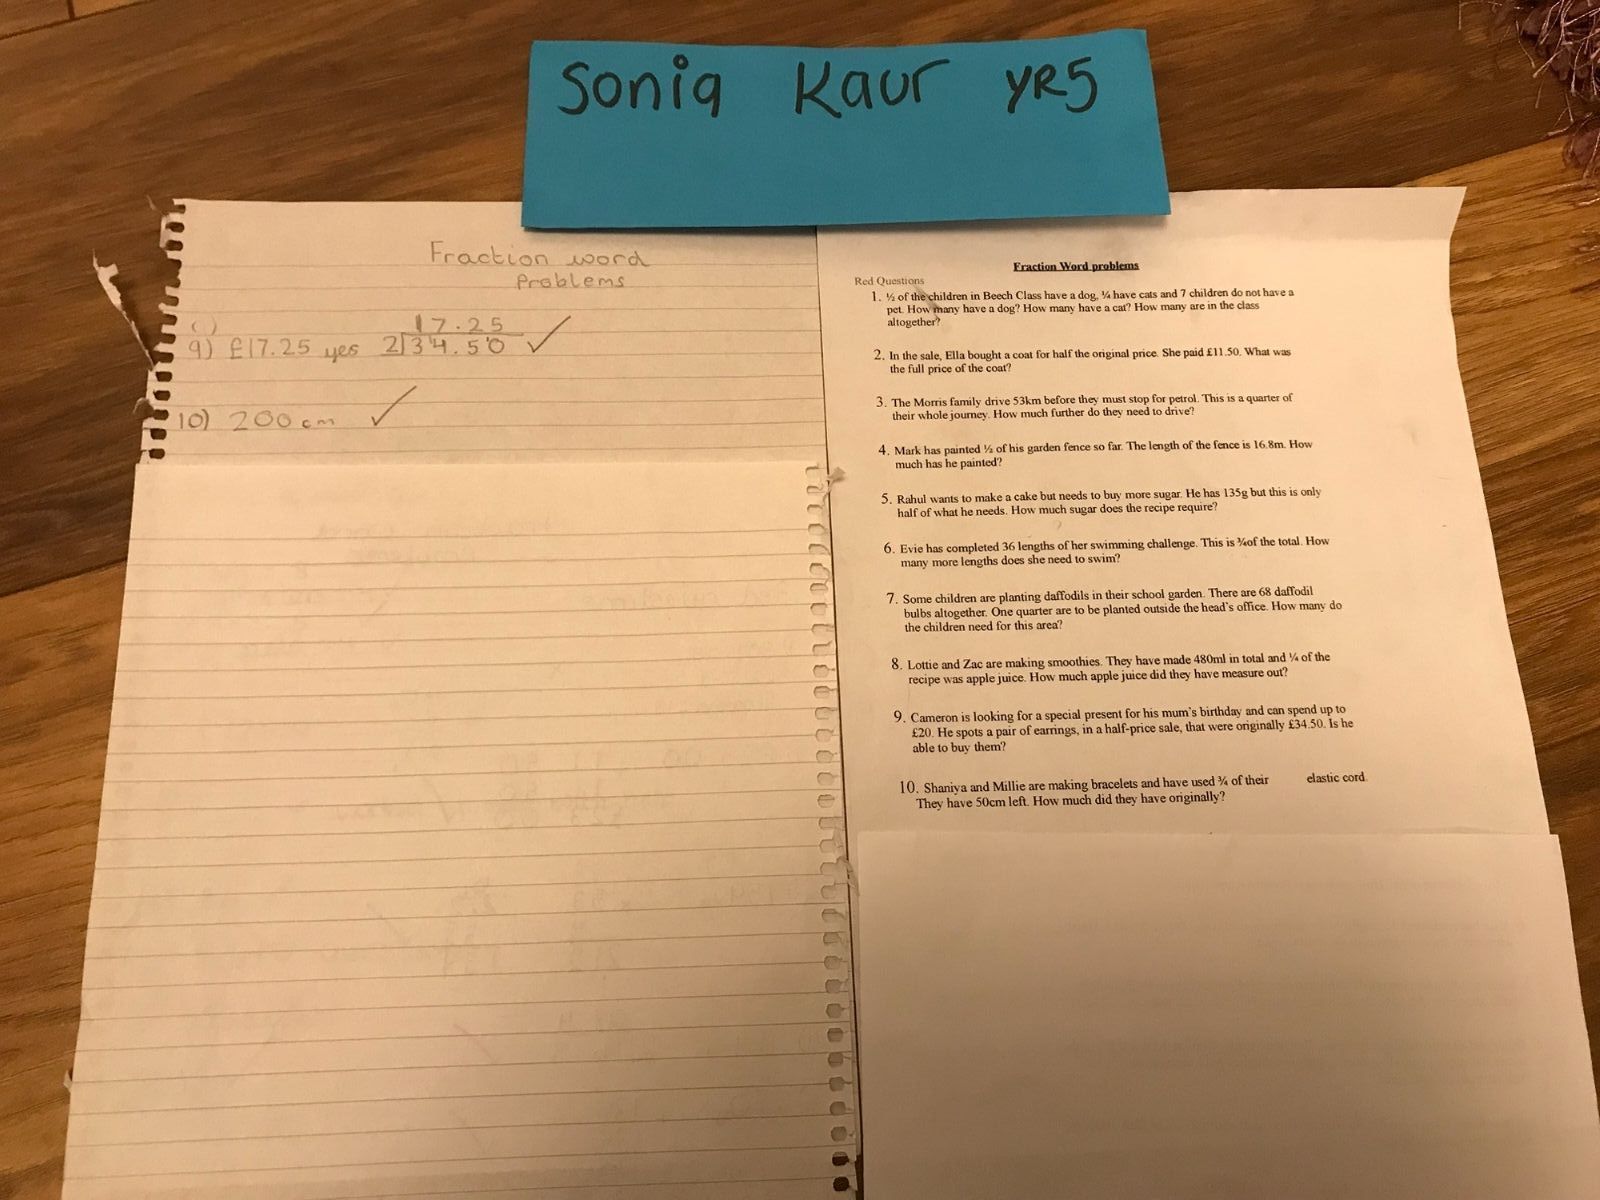 Sonia Kaur YR5
Fraction word
Problems
17.25
9) £17.25 yes 2)34.50
10) 200cm
Fraction Word problems
Red Questions
1. ½ of the children in Beech Class have a dog, ¼ have cats and 7 children do not have a
pet. How many have a dog? How many have a cat? How many are in the class
altogether?
2. In the sale, Ella bought a coat for half the original price. She paid £11.50. What was
the full price of the coat?
3. The Morris family drive 53km before they must stop for petrol. This is a quarter of
their whole journey. How much further do they need to drive?
4. Mark has painted ½ of his garden fence so far. The length of the fence is 16.8m. How
much has he painted?
5. Rahul wants to make a cake but needs to buy more sugar. He has 135g but this is only
half of what he needs. How much sugar does the recipe require?
6. Evie has completed 36 lengths of her swimming challenge. This is ¾of the total. How
many more lengths does she need to swim?
7. Some children are planting daffodils in their school garden. There are 68 daffodil
bulbs altogether. One quarter are to be planted outside the head's office. How many do
the children need for this area?
8. Lottie and Zac are making smoothies. They have made 480ml in total and ¼ of the
recipe was apple juice. How much apple juice did they have measure out?
9. Cameron is looking for a special present for his mum's birthday and can spend up to
£20. He spots a pair of earrings, in a half-price sale, that were originally £34.50. Is he
able to buy them?
10. Shaniya and Millie are making bracelets and have used ¾ of their elastic cord.
They have 50cm left. How much did they have originally?